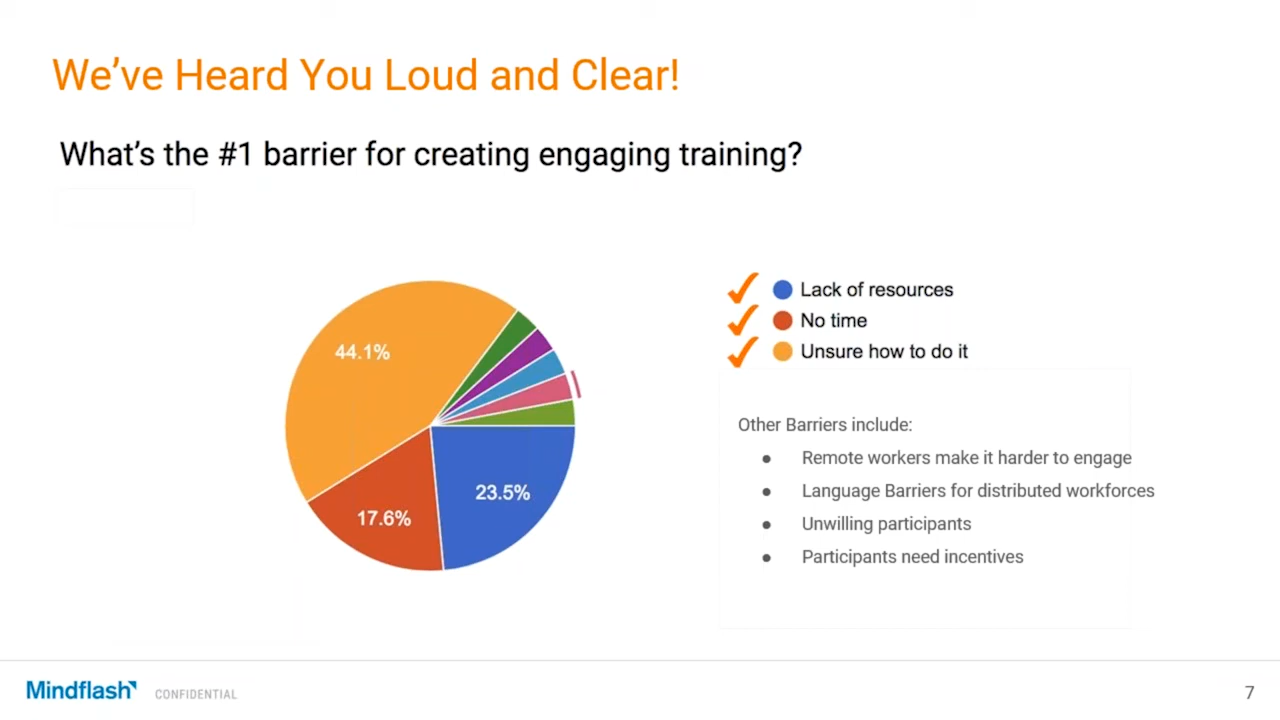 We've Heard You Loud and Clear!
What's the #1 barrier for creating engaging training?
44.1%
17.6%
23.5%
Lack of resources
No time
Unsure how to do it
Other Barriers include:
● Remote workers make it harder to engage
● Language Barriers for distributed workforces
● Unwilling participants
● Participants need incentives
Mindflash CONFIDENTIAL
7